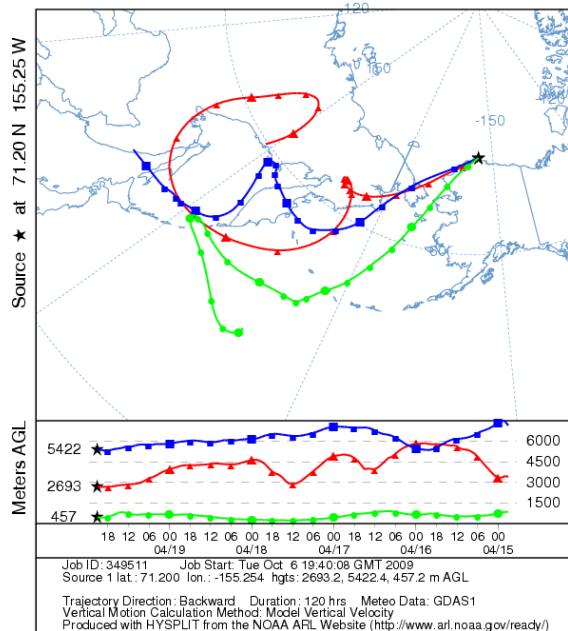 -120
150
-120
-150
60
Source ★ at 71.20 N 155.25 W
Meters AGL
5422
2693
457
6000
4500
3000
1500
18 12 06 00 18 12 06 00 18 12 06 00 18 12 06 00 18 12 06 00
04/19 04/18 04/17 04/16 04/15
Job ID: 349511 Job Start: Tue Oct 6 19:40:08 GMT 2009
Source 1 lat.: 71.200 lon.: -155.254 hgts: 2693.2, 5422.4, 457.2 m AGL
Trajectory Direction: Backward Duration: 120 hrs Meteo Data: GDAS1
Vertical Motion Calculation Method: Model Vertical Velocity
Produced with HYSPLIT from the NOAA ARL Website (http://www.arl.noaa.gov/ready/)